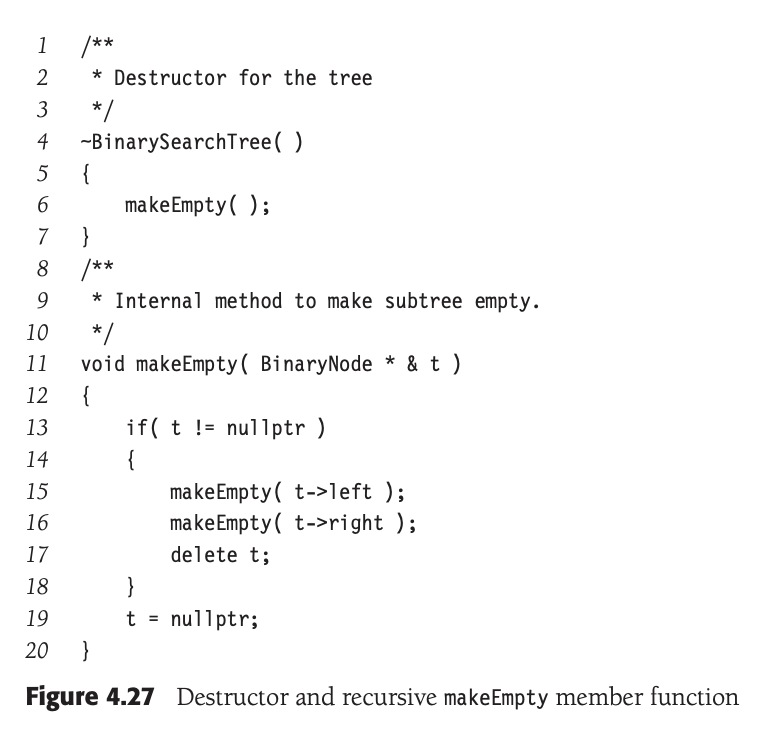 1 /**
2  * Destructor for the tree
3  */
4 ~BinarySearchTree( )
5 {
6     makeEmpty( );
7 }
8 /**
9  * Internal method to make subtree empty.
10  */
11 void makeEmpty( BinaryNode * & t )
12 {
13     if( t != nullptr )
14     {
15         makeEmpty( t->left );
16         makeEmpty( t->right );
17         delete t;
18     }
19     t = nullptr;
20 }
Figure 4.27 Destructor and recursive makeEmpty member function